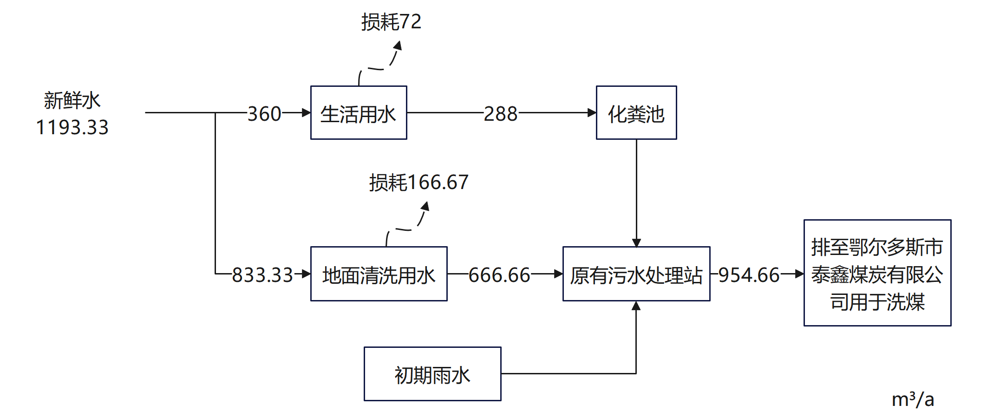 损耗72
新鲜水
1193.33
360
生活用水
288
化粪池
损耗166.67
833.33
地面清洗用水
666.66
原有污水处理站
954.66
排至鄂尔多斯市
泰鑫煤炭有限公
司用于洗煤
初期雨水
m³/a